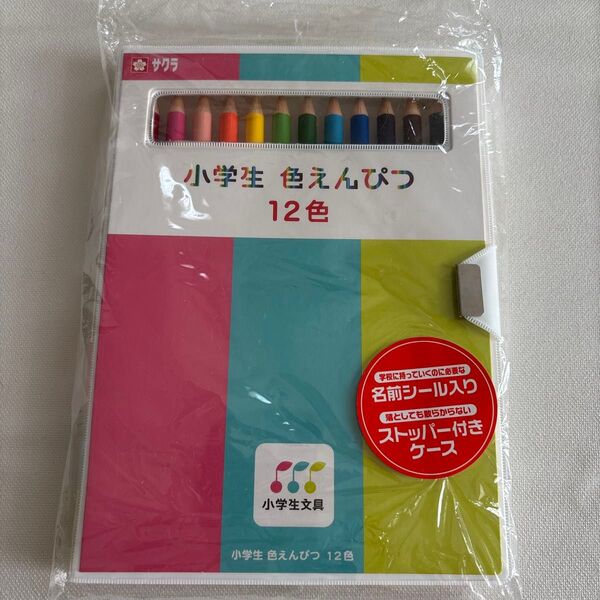 サクラ
小学生 色えんぴつ
12色
学校に持っていくのに必要な
名前シール入り
落としても散らからない
ストッパー付き
ケース
小学生文具
小学生 色えんぴつ 12色